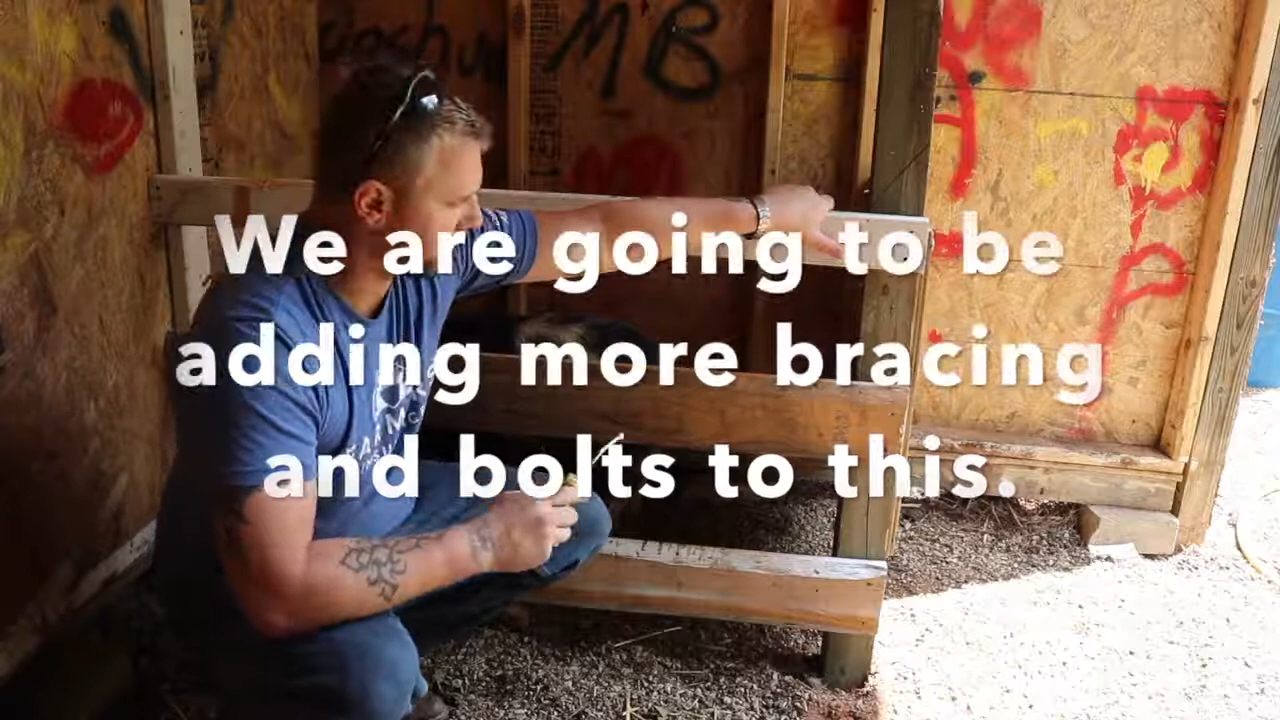 MB
We are going to be
adding more bracing
and bolts to this.